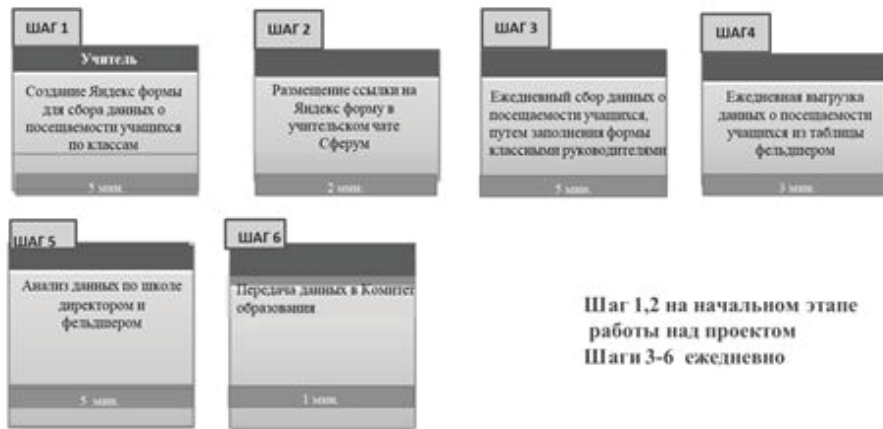 ШАГ 1
Учитель
Создание Яндекс формы
для сбора данных о
посещаемости учащихся
по классам
5 мин.
ШАГ 2
Размещение ссылки на
Яндекс форму в
учительском чате
Сферум
2 мин.
ШАГ 3
Ежедневный сбор данных о
посещаемости учащихся,
путем заполнения формы
классными руководителями
5 мин.
ШАГ4
Ежедневная выгрузка
данных о посещаемости
учащихся из таблицы
фельдшером
3 мин.
ШАГ 5
Анализ данных по школе
директором и
фельдшером
5 мин.
ШАГ 6
Передача данных в Комитет
образования
1 мин.
Шаг 1,2 на начальном этапе
работы над проектом
Шаги 3-6 ежедневно